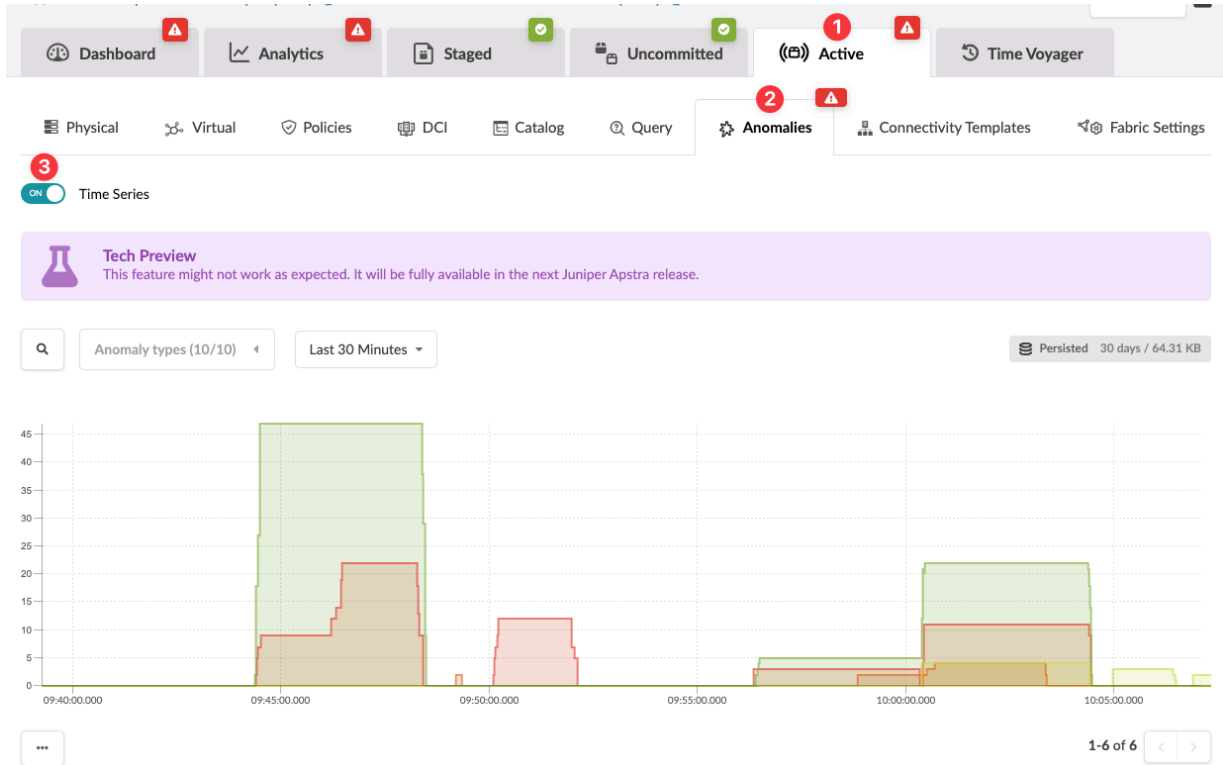 1
Dashboard Analytics Staged Uncommitted Active Time Voyager
2
Physical Virtual Policies DCI Catalog Query Anomalies Connectivity Templates Fabric Settings
3
ON Time Series
Tech Preview
This feature might not work as expected. It will be fully available in the next Juniper Apstra release.
Anomaly types (10/10) Last 30 Minutes Persisted 30 days / 64.31 KB
45
40
35
30
25
20
15
10
5
0
09:40:00.000 09:45:00.000 09:50:00.000 09:55:00.000 10:00:00.000 10:05:00.000
... 1-6 of 6